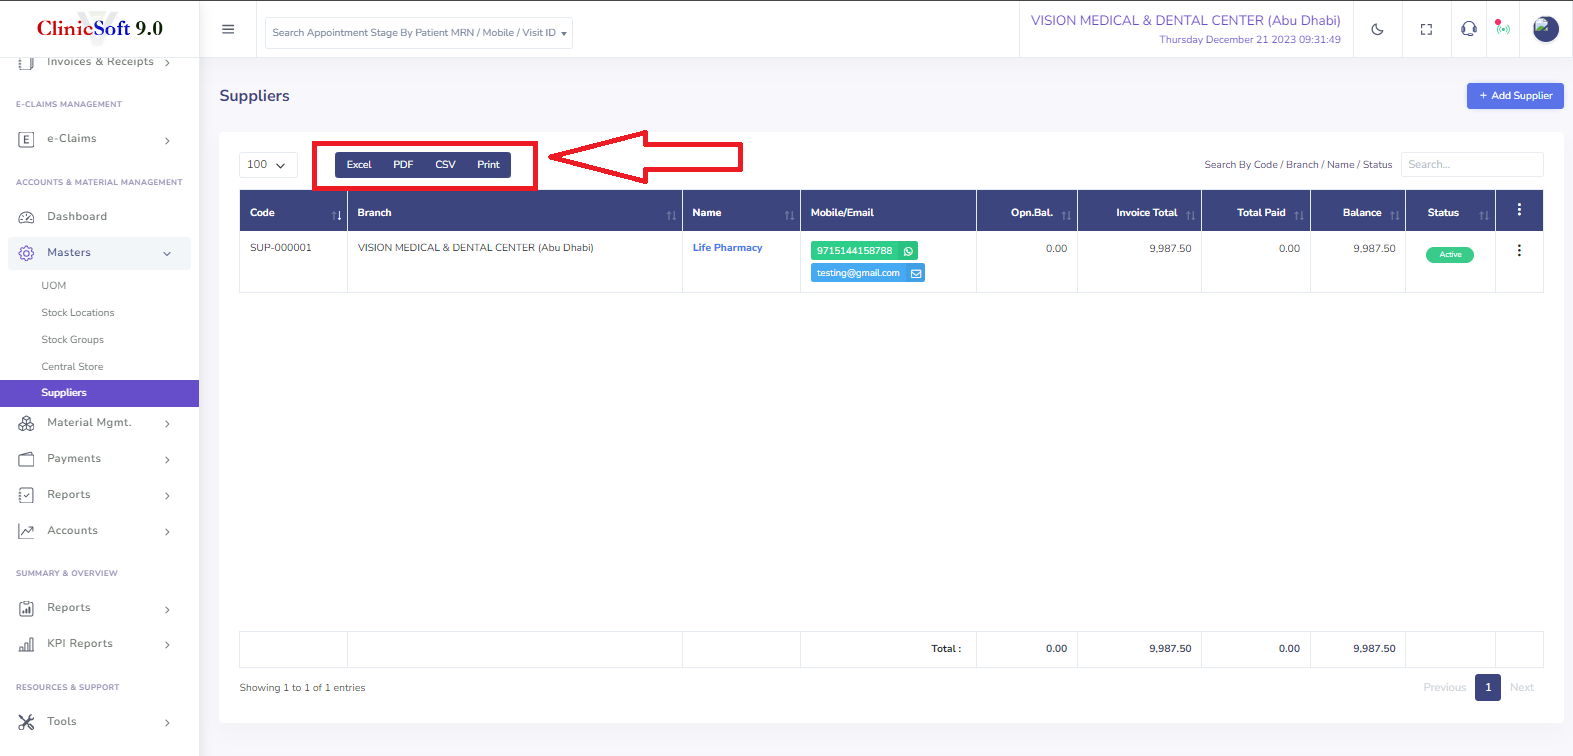 ClinicSoft 9.0
Search Appointment Stage By Patient MRN / Mobile / Visit ID
VISION MEDICAL & DENTAL CENTER (Abu Dhabi)
Thursday December 21 2023 09:31:49
Invoices & Receipts
E-CLAIMS MANAGEMENT
E e-Claims
ACCOUNTS & MATERIAL MANAGEMENT
Dashboard
Masters
UOM
Stock Locations
Stock Groups
Central Store
Suppliers
Material Mgmt.
Payments
Reports
Accounts
SUMMARY & OVERVIEW
Reports
KPI Reports
RESOURCES & SUPPORT
Tools
Suppliers
+ Add Supplier
100
Excel PDF CSV Print
Search By Code / Branch / Name / Status Search...
Code Branch Name Mobile/Email Opn.Bal. Invoice Total Total Paid Balance Status
SUP-000001 VISION MEDICAL & DENTAL CENTER (Abu Dhabi) Life Pharmacy 9715144158788 0.00 9,987.50 0.00 9,987.50 Active
testing@gmail.com
Total : 0.00 9,987.50 0.00 9,987.50
Showing 1 to 1 of 1 entries
Previous 1 Next